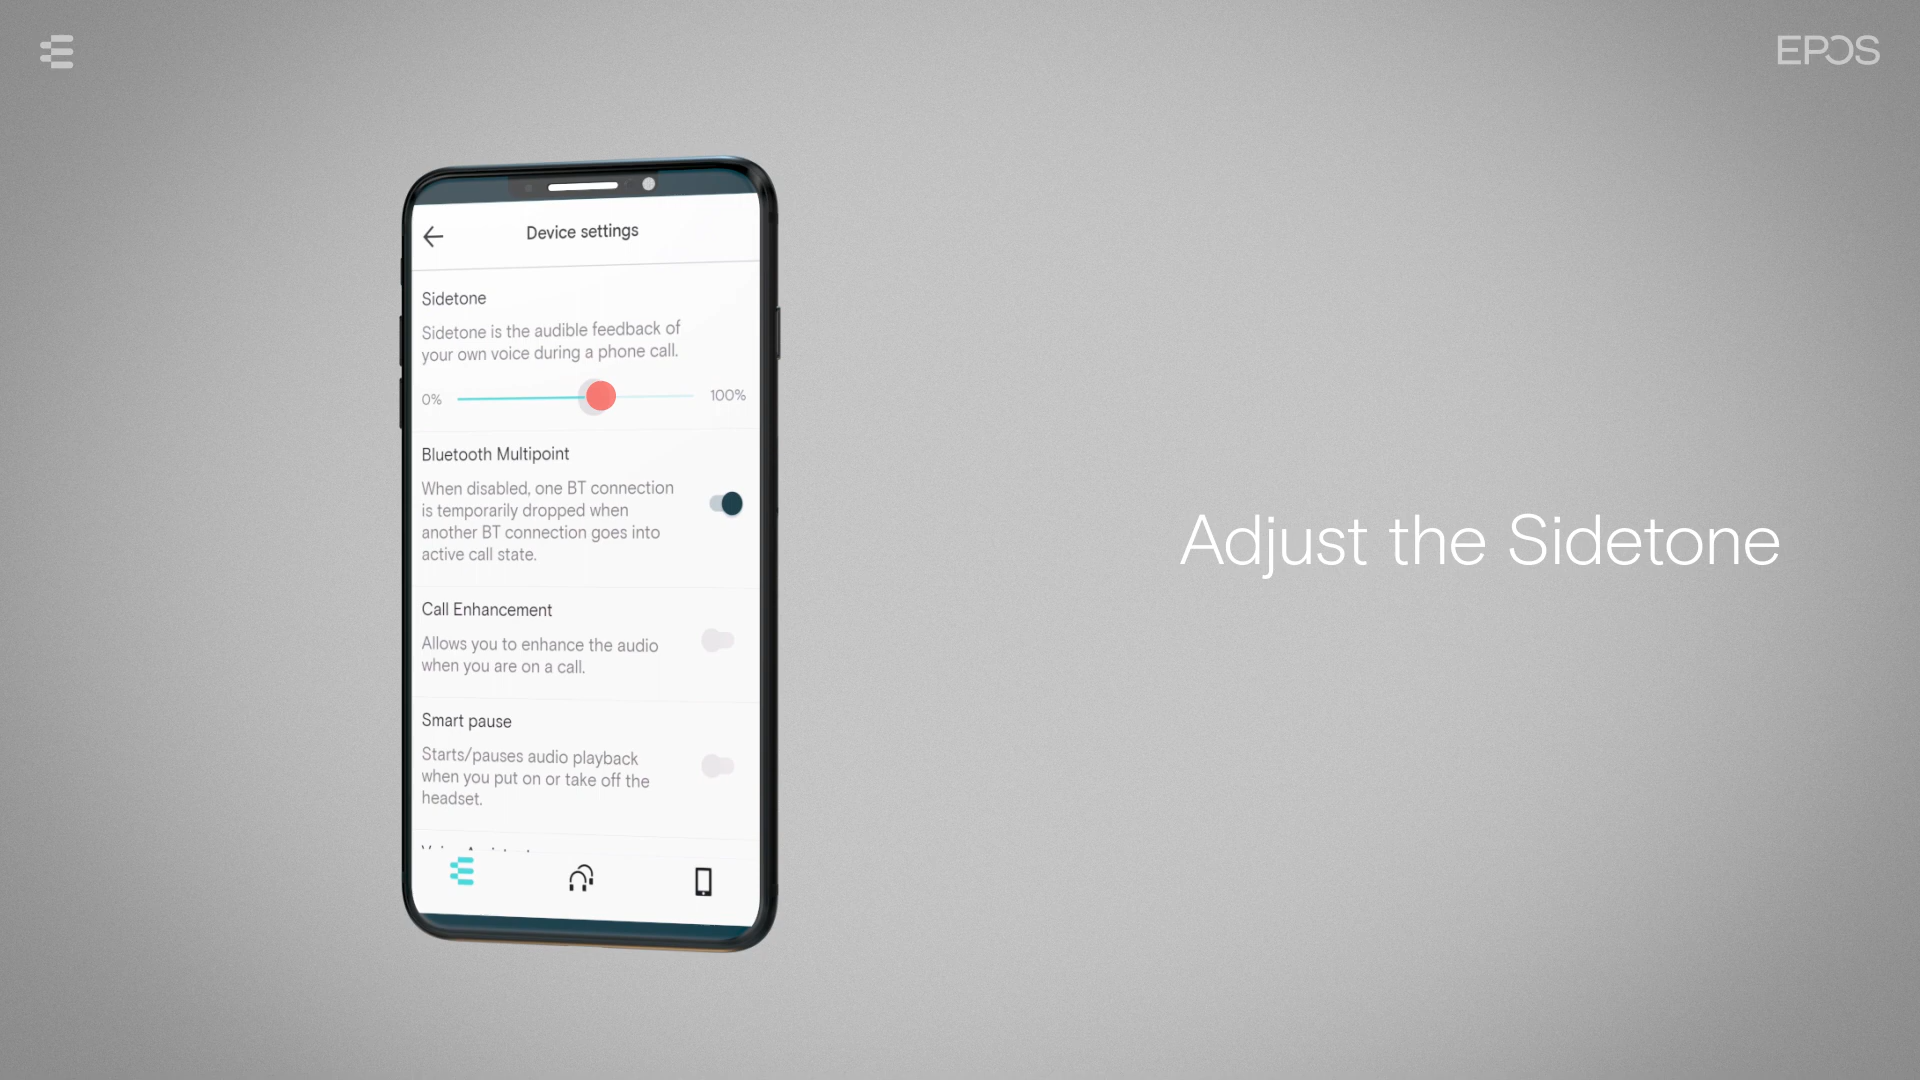 EPOS
Device settings
Sidetone
Sidetone is the audible feedback of
your own voice during a phone call.
0%
100%
Bluetooth Multipoint
When disabled, one BT connection
is temporarily dropped when
another BT connection goes into
active call state.
Call Enhancement
Allows you to enhance the audio
when you are on a call.
Smart pause
Starts/pauses audio playback
when you put on or take off the
headset.
Adjust the Sidetone